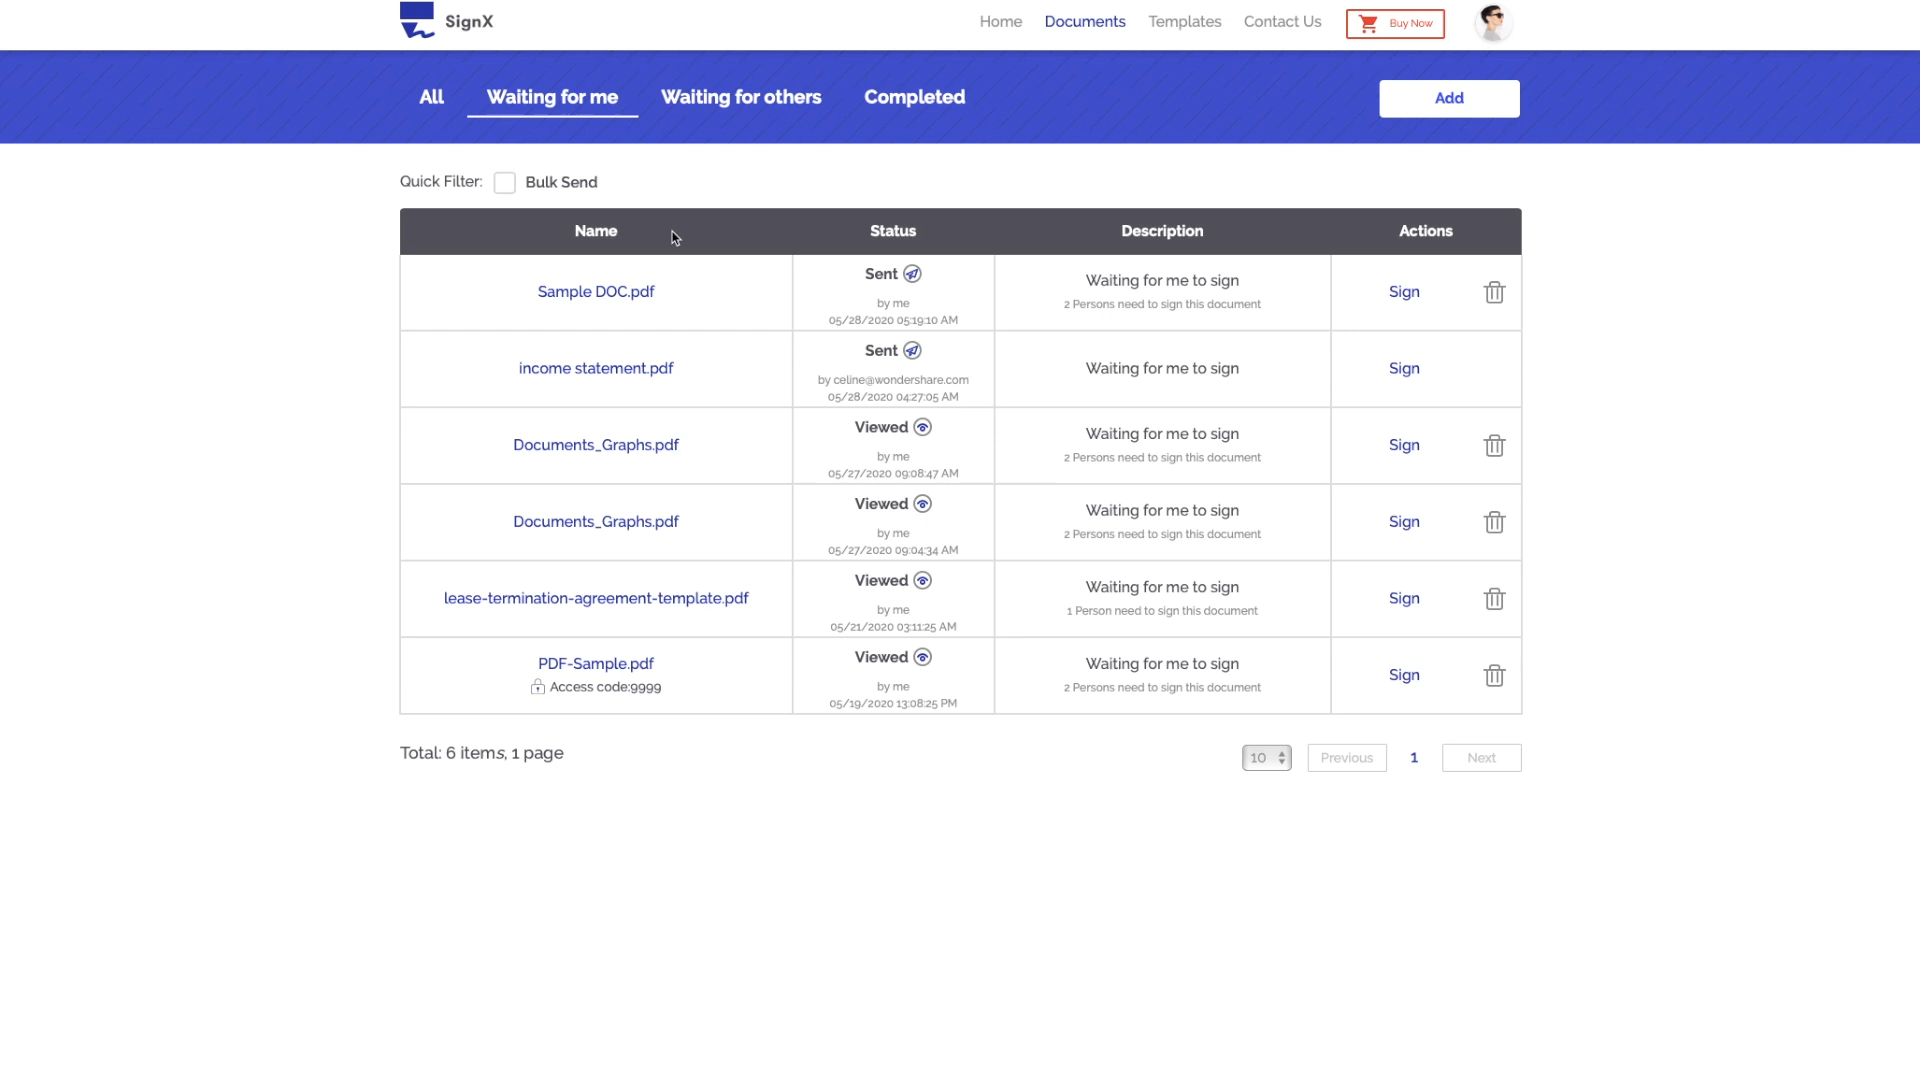 SignX
Home Documents Templates Contact Us Buy Now
All Waiting for me Waiting for others Completed Add
Quick Filter: Bulk Send
Name Status Description Actions
Sample DOC.pdf
Sent
by me
05/28/2020 05:19:10 AM
Waiting for me to sign
2 Persons need to sign this document
Sign
income statement.pdf
Sent
by celine@wondershare.com
05/28/2020 04:27:05 AM
Waiting for me to sign
Sign
Documents_Graphs.pdf
Viewed
by me
05/27/2020 09:08:47 AM
Waiting for me to sign
2 Persons need to sign this document
Sign
Documents_Graphs.pdf
Viewed
by me
05/27/2020 09:04:34 AM
Waiting for me to sign
2 Persons need to sign this document
Sign
lease-termination-agreement-template.pdf
Viewed
by me
05/21/2020 03:11:25 AM
Waiting for me to sign
1 Person need to sign this document
Sign
PDF-Sample.pdf
Access code:9999
Viewed
by me
05/19/2020 13:08:25 PM
Waiting for me to sign
2 Persons need to sign this document
Sign
Total: 6 items, 1 page
10 Previous 1 Next